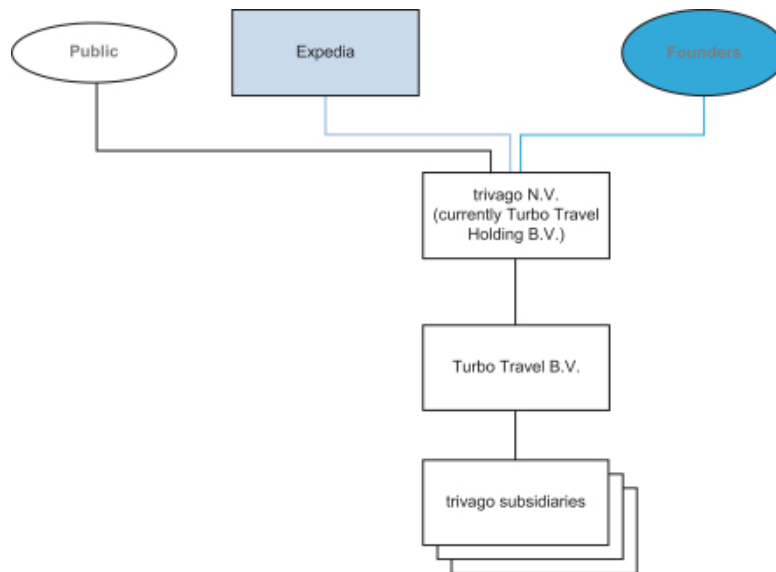 Public
Expedia
Founders
trivago N.V.
(currently Turbo Travel
Holding B.V.)
Turbo Travel B.V.
trivago subsidiaries